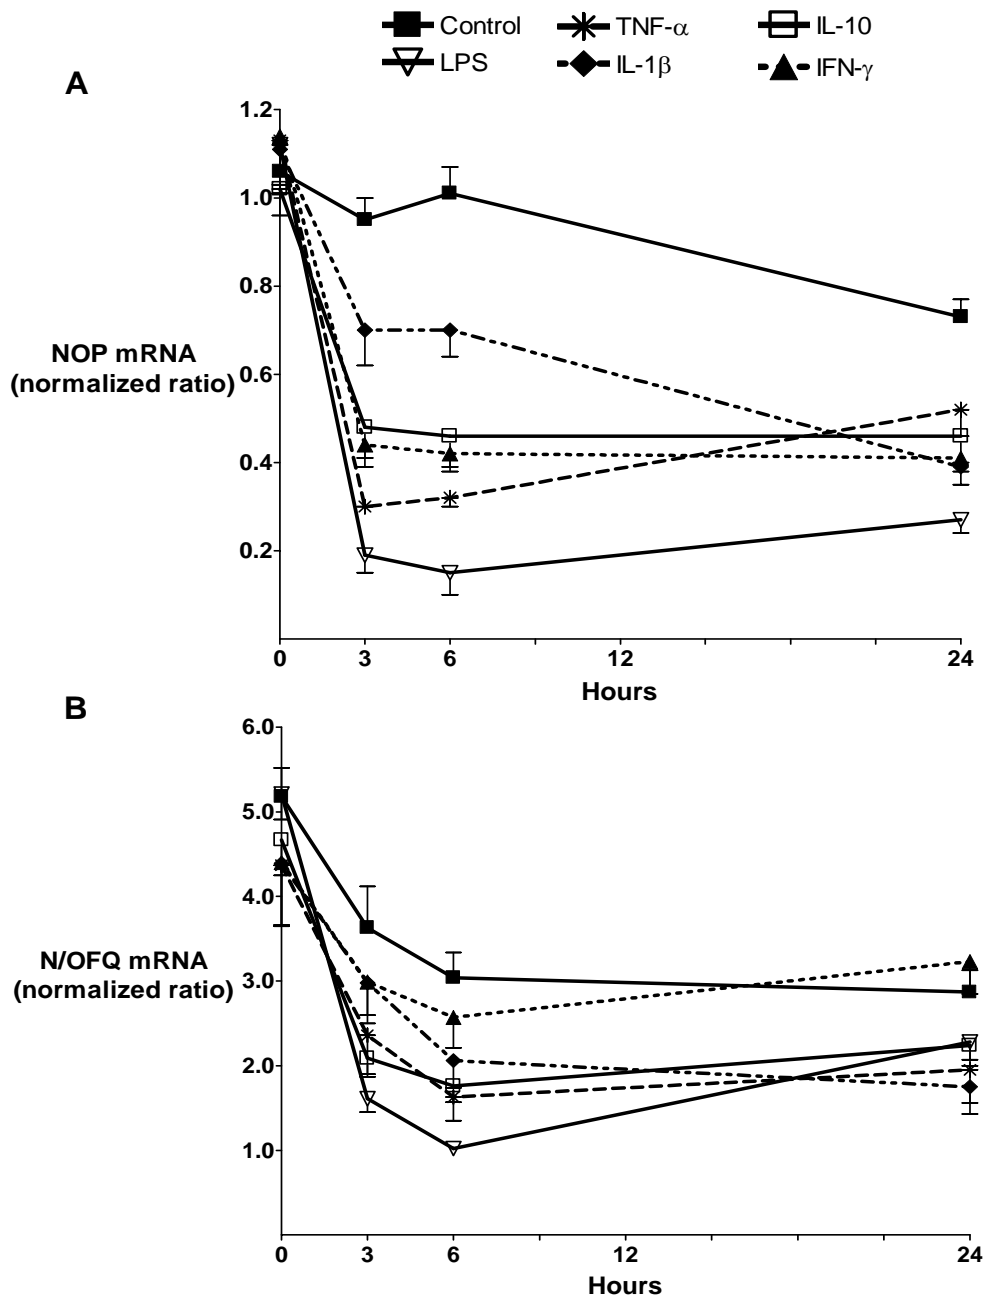 Control TNF-α IL-10
LPS IL-1β IFN-γ
A
1.2
1.0
0.8
NOP mRNA
(normalized ratio)
0.6
0.4
0.2
0 3 6 12 24
Hours
B
6.0
5.0
4.0
N/OFQ mRNA
(normalized ratio)
3.0
2.0
1.0
0 3 6 12 24
Hours